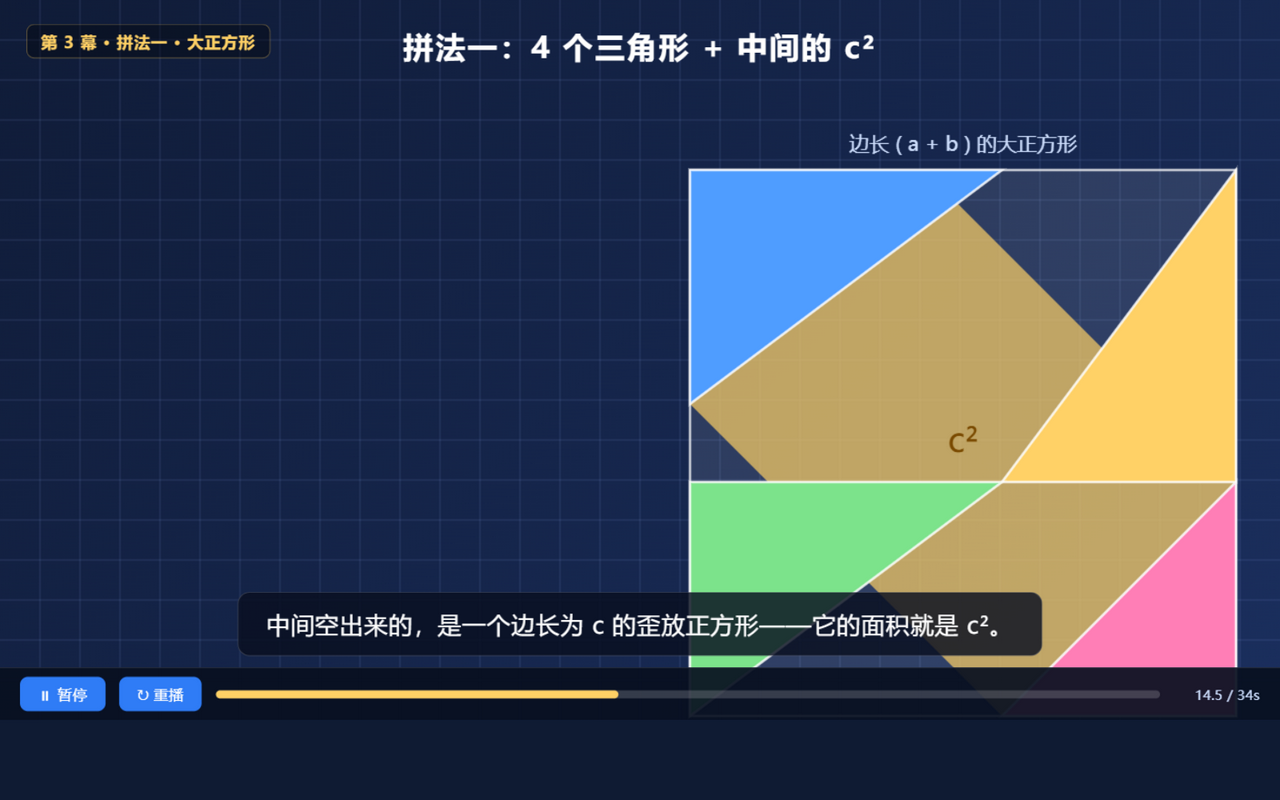 第 3 幕 · 拼法一 · 大正方形
拼法一：4 个三角形 + 中间的 c²
边长 ( a + b ) 的大正方形
c²
中间空出来的，是一个边长为 c 的歪放正方形——它的面积就是 c²。
⏸ 暂停
↻ 重播
14.5 / 34s